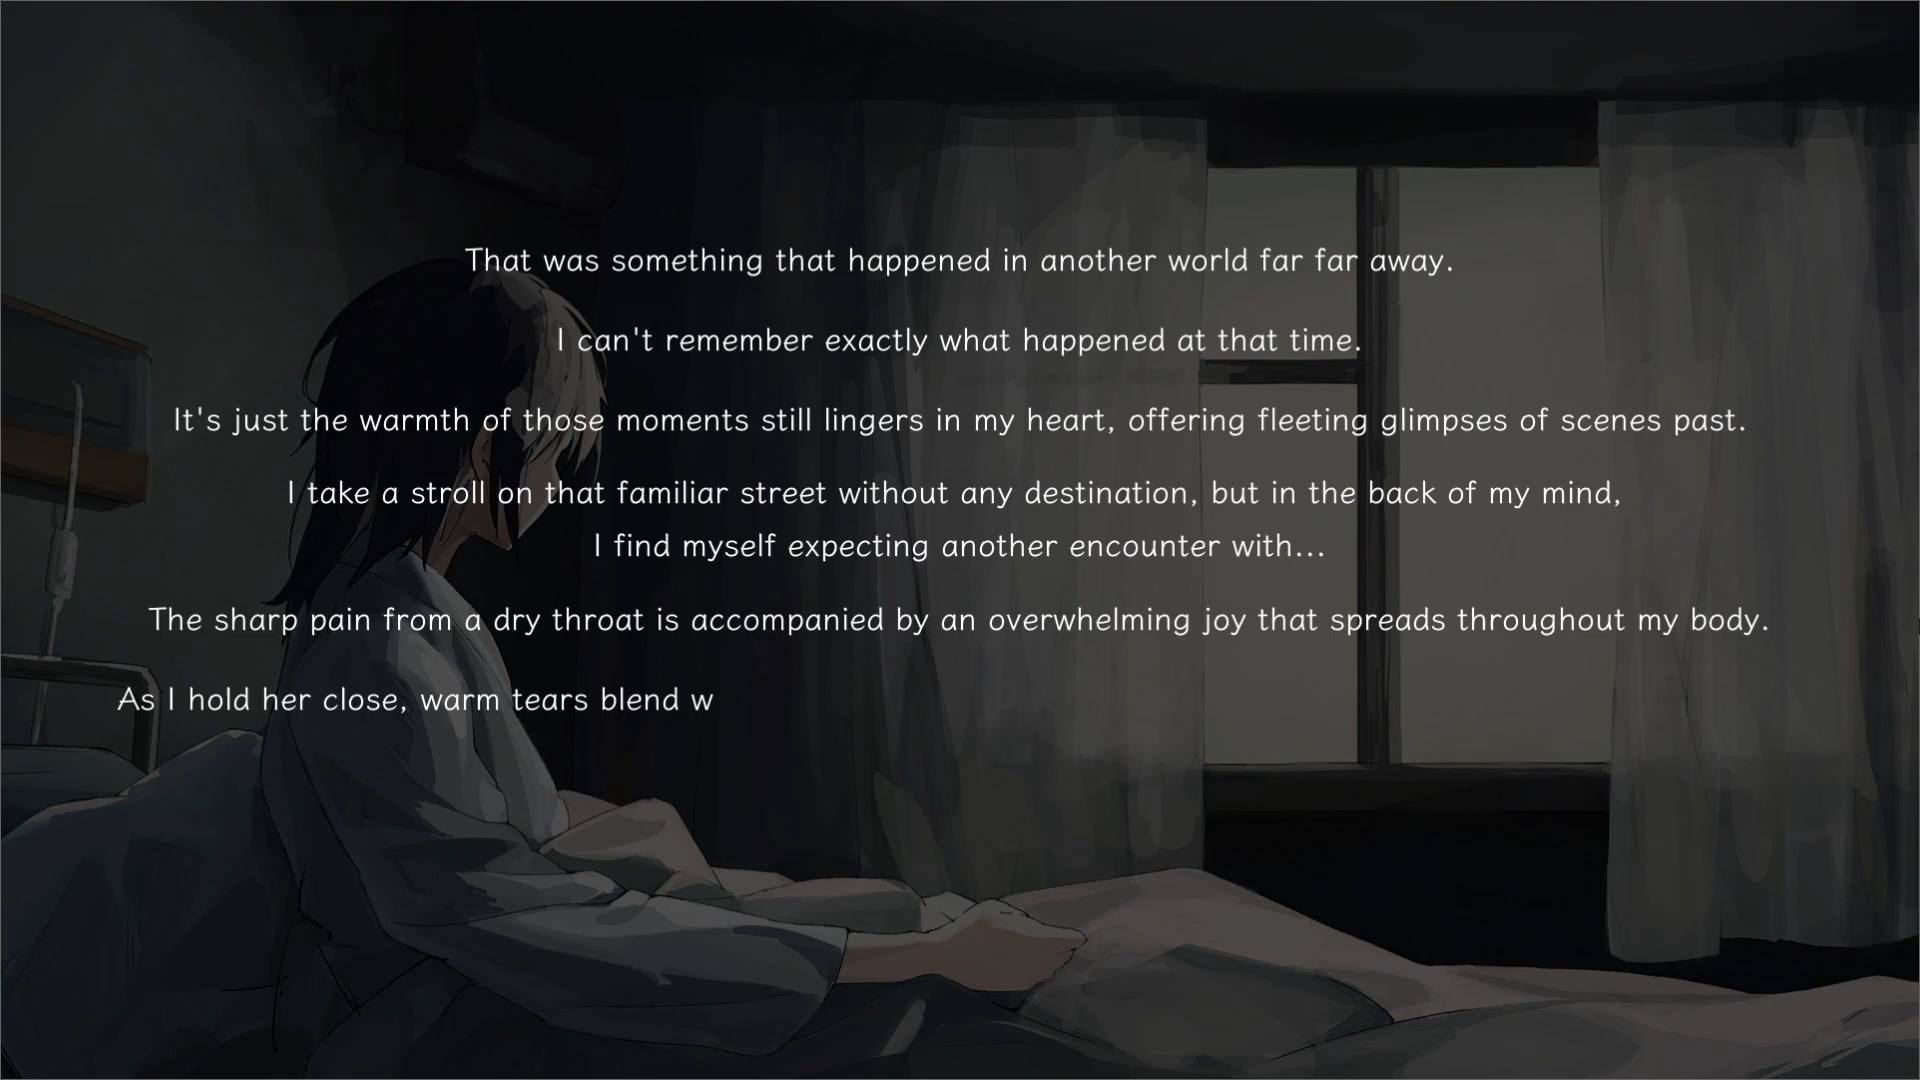 That was something that happened in another world far far away.
I can't remember exactly what happened at that time.
It's just the warmth of those moments still lingers in my heart, offering fleeting glimpses of scenes past.
I take a stroll on that familiar street without any destination, but in the back of my mind,
I find myself expecting another encounter with...
The sharp pain from a dry throat is accompanied by an overwhelming joy that spreads throughout my body.
As I hold her close, warm tears blend w